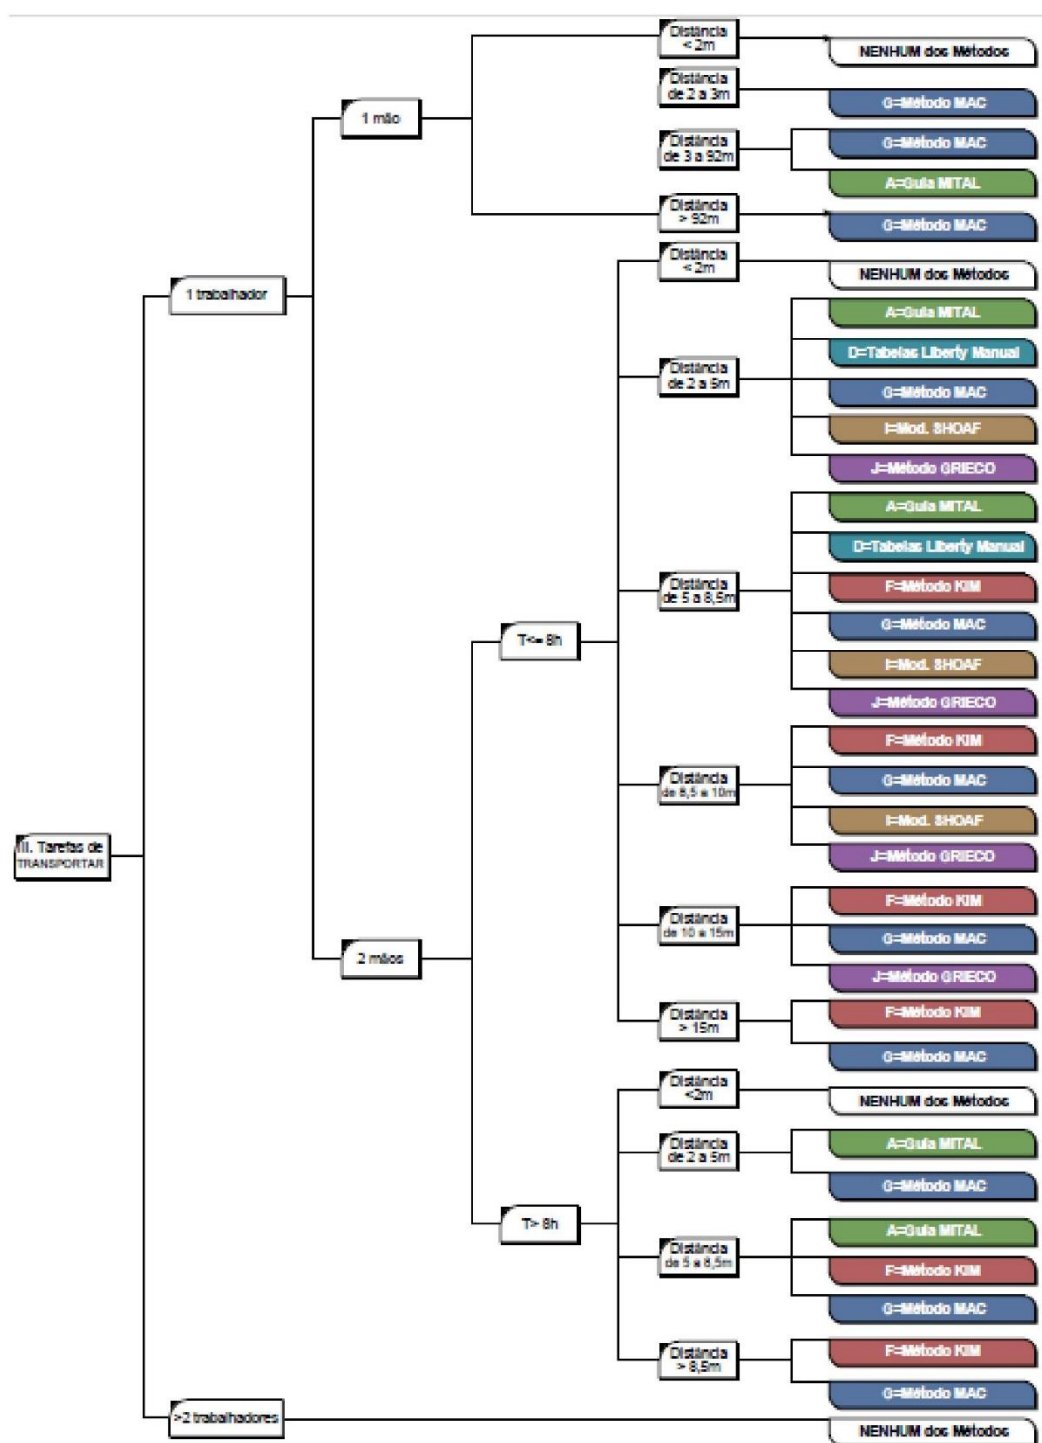 Distância
< 2m
NENHUM dos Métodos
Distância
de 2 a 3m
G=Método MAC
1 mão
Distância
de 3 a 92m
G=Método MAC
A=Guia MITAL
Distância
> 92m
G=Método MAC
1 trabalhador
Distância
< 2m
NENHUM dos Métodos
Distância
de 2 a 5m
A=Guia MITAL
D=Tabelas Liberty Manual
G=Método MAC
I=Mod. SHOAF
J=Método GRIECO
T<= 8h
Distância
de 5 a 8,5m
A=Guia MITAL
D=Tabelas Liberty Manual
F=Método KIM
G=Método MAC
I=Mod. SHOAF
J=Método GRIECO
Distância
de 8,5 a 10m
F=Método KIM
G=Método MAC
I=Mod. SHOAF
J=Método GRIECO
III. Tarefas de
TRANSPORTAR
2 mãos
Distância
de 10 a 15m
F=Método KIM
G=Método MAC
J=Método GRIECO
Distância
> 15m
F=Método KIM
G=Método MAC
Distância
<2m
NENHUM dos Métodos
Distância
de 2 a 5m
A=Guia MITAL
G=Método MAC
T> 8h
Distância
de 5 a 8,5m
A=Guia MITAL
F=Método KIM
G=Método MAC
Distância
> 8,5m
F=Método KIM
G=Método MAC
>2 trabalhadores
NENHUM dos Métodos